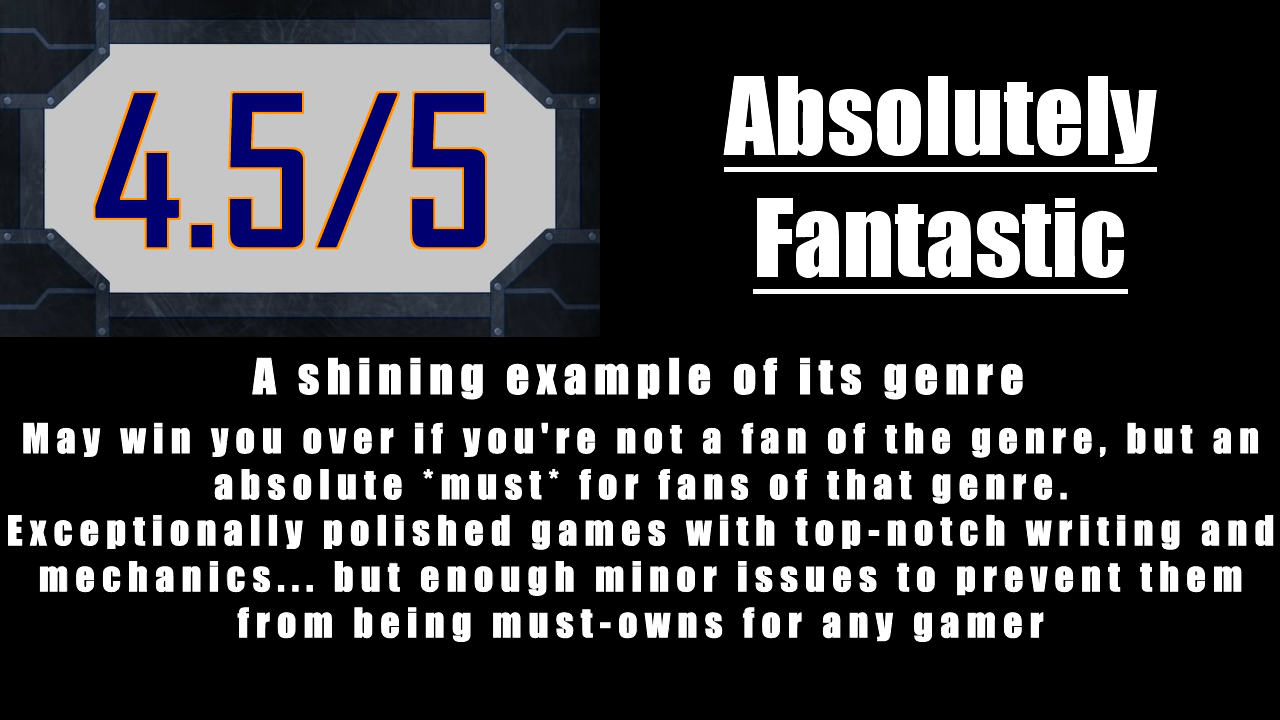 4.5/5
Absolutely
Fantastic
A shining example of its genre
May win you over if you're not a fan of the genre, but an
absolute *must* for fans of that genre.
Exceptionally polished games with top-notch writing and
mechanics... but enough minor issues to prevent them
from being must-owns for any gamer